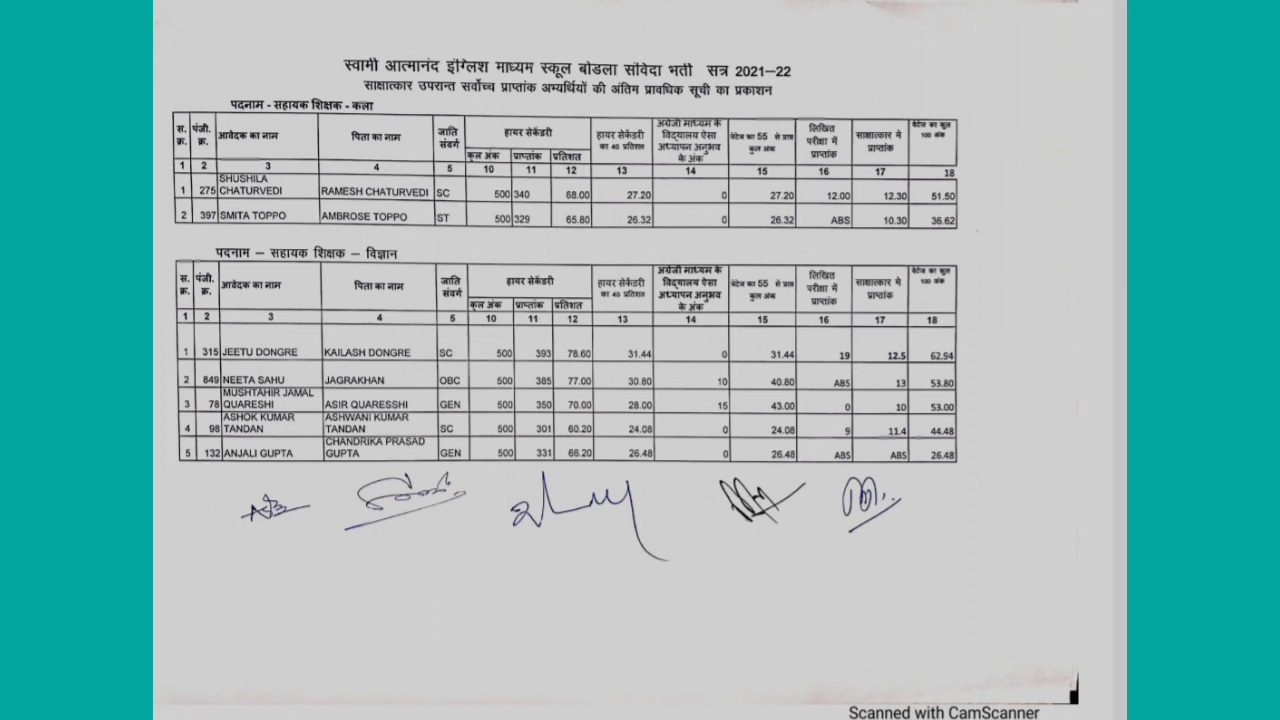 स्वामी आत्मानंद इंग्लिश माध्यम स्कूल बोडला संविदा भर्ती सत्र 2021–22
साक्षात्कार उपरान्त सर्वोच्च प्राप्तांक अभ्यर्थियों की अंतिम प्रावधिक सूची का प्रकाशन
पदनाम - सहायक शिक्षक - कला
स. क्र. पंजी. क्र. आवेदक का नाम पिता का नाम जाति संवर्ग हायर सेकेंडरी कुल अंक प्राप्तांक प्रतिशत हायर सेकेंडरी का 40 प्रतिशत अंग्रेजी माध्यम के विद्यालय ऐसा अध्यापन अनुभव के अंक वेटेज का 55 से प्राप्त कुल अंक लिखित परीक्षा में प्राप्तांक साक्षात्कार मे प्राप्तांक वेटेज का कुल 100 अंक
1 2 3 4 5 10 11 12 13 14 15 16 17 18
1 275 SHUSHILA CHATURVEDI RAMESH CHATURVEDI SC 500 340 68.00 27.20 0 27.20 12.00 12.30 51.50
2 397 SMITA TOPPO AMBROSE TOPPO ST 500 329 65.80 26.32 0 26.32 ABS 10.30 36.62
पदनाम – सहायक शिक्षक – विज्ञान
स. क्र. पंजी. क्र. आवेदक का नाम पिता का नाम जाति संवर्ग हायर सेकेंडरी कुल अंक प्राप्तांक प्रतिशत हायर सेकेंडरी का 40 प्रतिशत अंग्रेजी माध्यम के विद्यालय ऐसा अध्यापन अनुभव के अंक वेटेज का 55 से प्राप्त कुल अंक लिखित परीक्षा में प्राप्तांक साक्षात्कार मे प्राप्तांक वेटेज का कुल 100 अंक
1 2 3 4 5 10 11 12 13 14 15 16 17 18
1 315 JEETU DONGRE KAILASH DONGRE SC 500 393 78.60 31.44 0 31.44 19 12.5 62.94
2 849 NEETA SAHU JAGRAKHAN OBC 500 385 77.00 30.80 10 40.80 ABS 13 53.80
3 78 MUSHTAHIR JAMAL QUARESHI ASIR QUARESSHI GEN 500 350 70.00 28.00 15 43.00 0 10 53.00
4 98 ASHOK KUMAR TANDAN ASHWANI KUMAR TANDAN SC 500 301 60.20 24.08 0 24.08 9 11.4 44.48
5 132 ANJALI GUPTA CHANDRIKA PRASAD GUPTA GEN 500 331 66.20 26.48 0 26.48 ABS ABS 26.48
Scanned with CamScanner